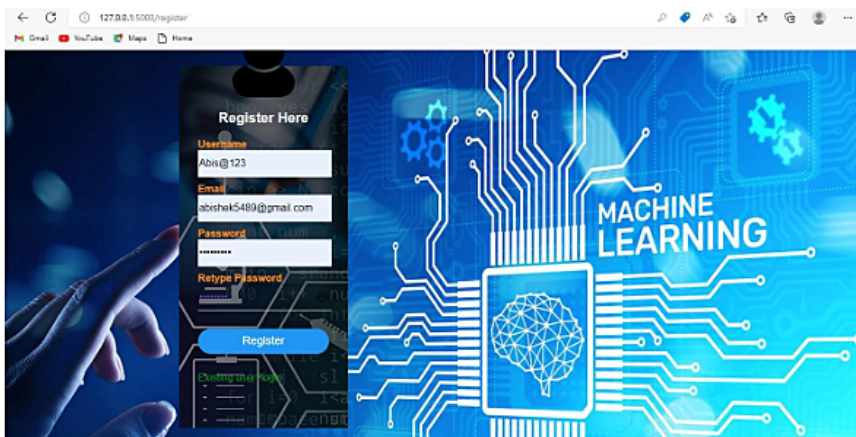 127.0.0.1:5000/register
Gmail YouTube Maps Home
Register Here
Username
Abis@123
Email
abishek5489@gmail.com
Password
Retype Password
Register
Existing user?login
MACHINE
LEARNING